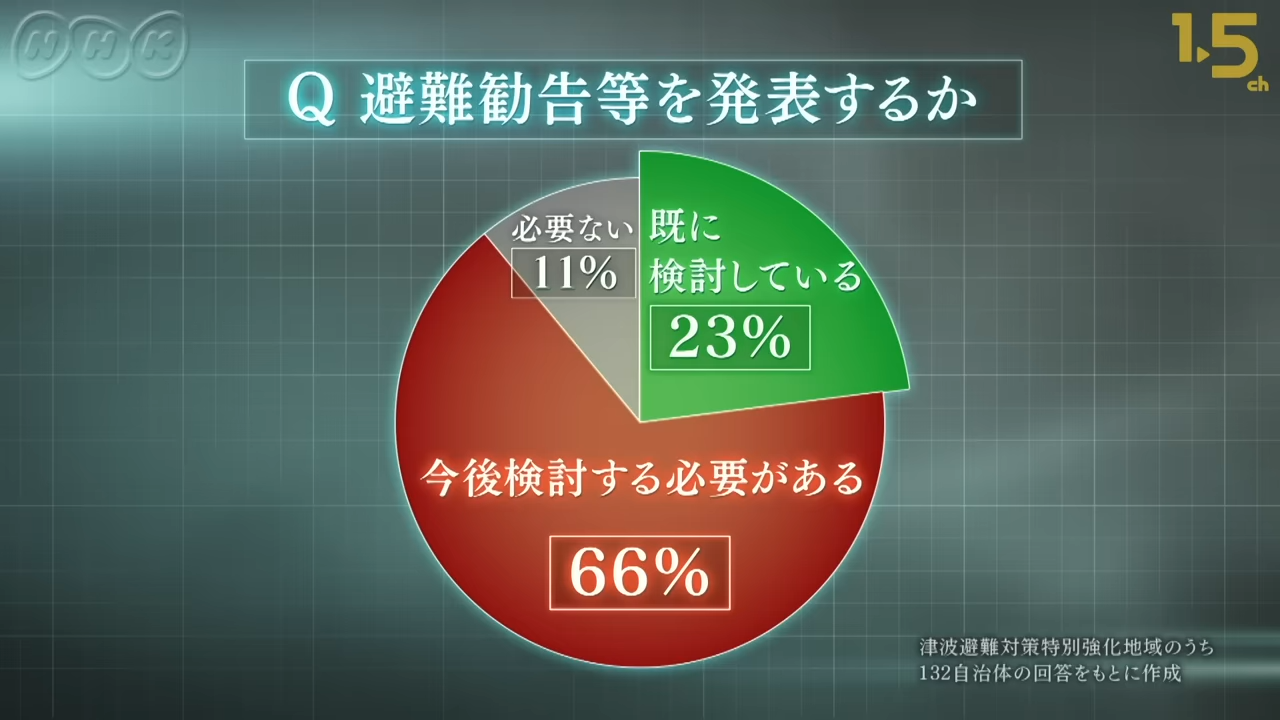 NHK
1.5ch
Q 避難勧告等を発表するか
必要ない
11%
既に
検討している
23%
今後検討する必要がある
66%
津波避難対策特別強化地域のうち
132自治体の回答をもとに作成